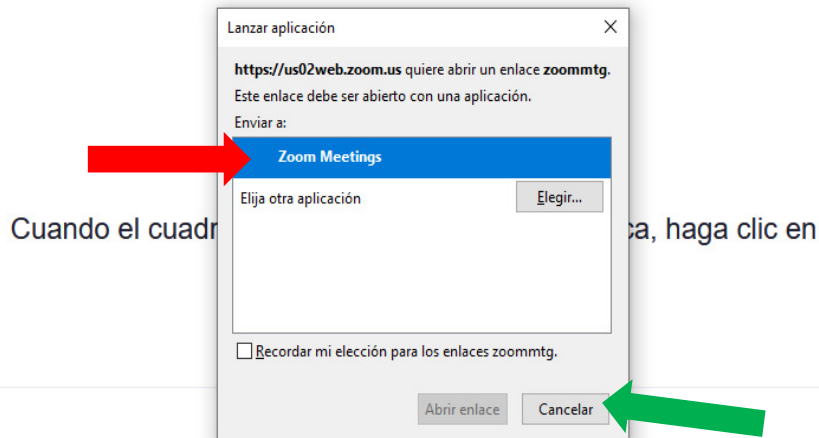 Lanzar aplicación
https://us02web.zoom.us quiere abrir un enlace zoommtg.
Este enlace debe ser abierto con una aplicación.
Enviar a:
Zoom Meetings
Elija otra aplicación Elegir...
Cuando el haga clic en
Recordar mi elección para los enlaces zoommtg.
Abrir enlace Cancelar